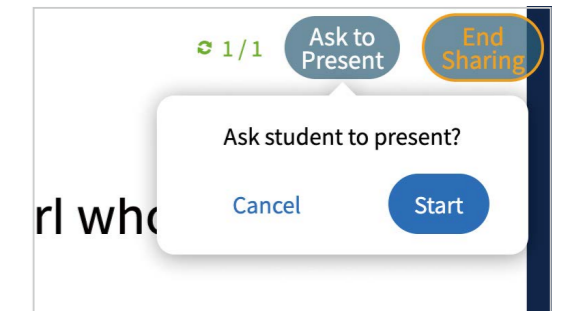 1/1
Ask to
Present
End
Sharing
Ask student to present?
Cancel
Start
rl who